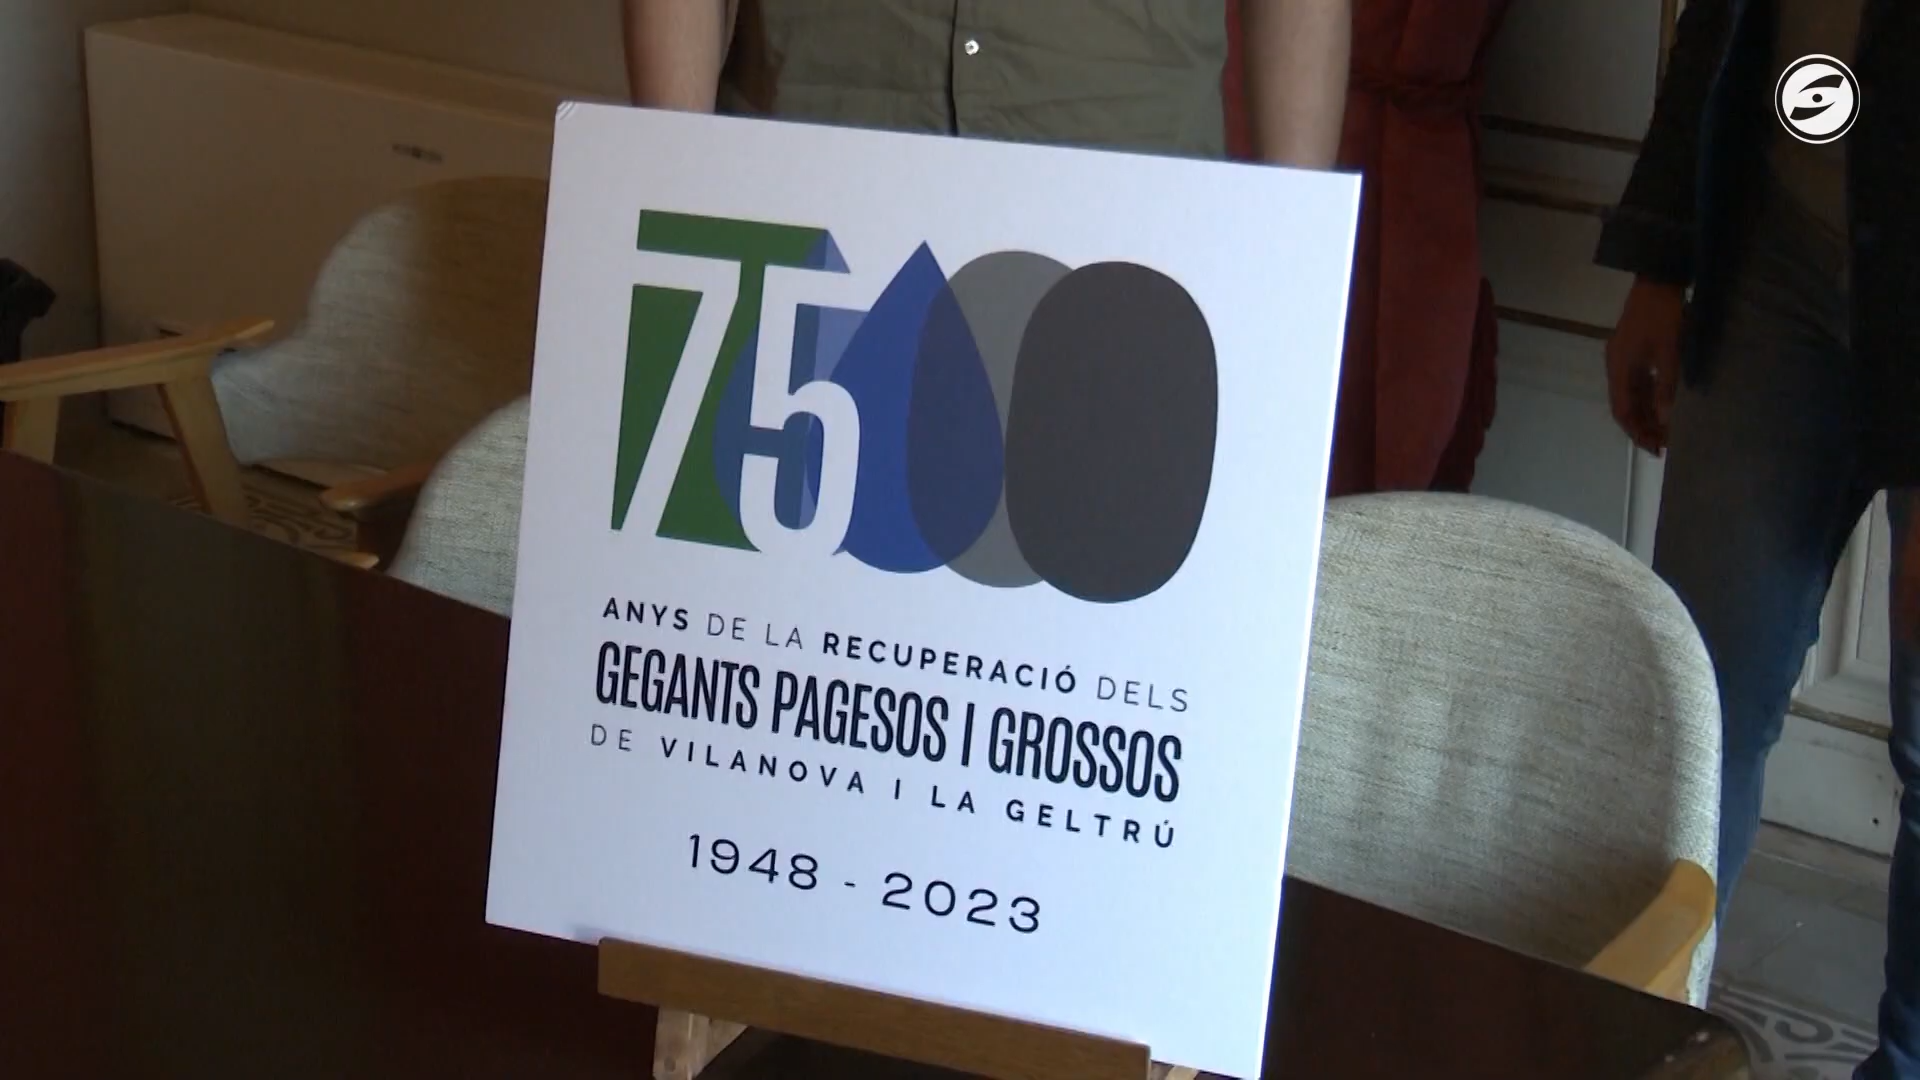 75
ANYS DE LA RECUPERACIÓ DELS
GEGANTS PAGESOS I GROSSOS
DE VILANOVA I LA GELTRÚ
1948 - 2023